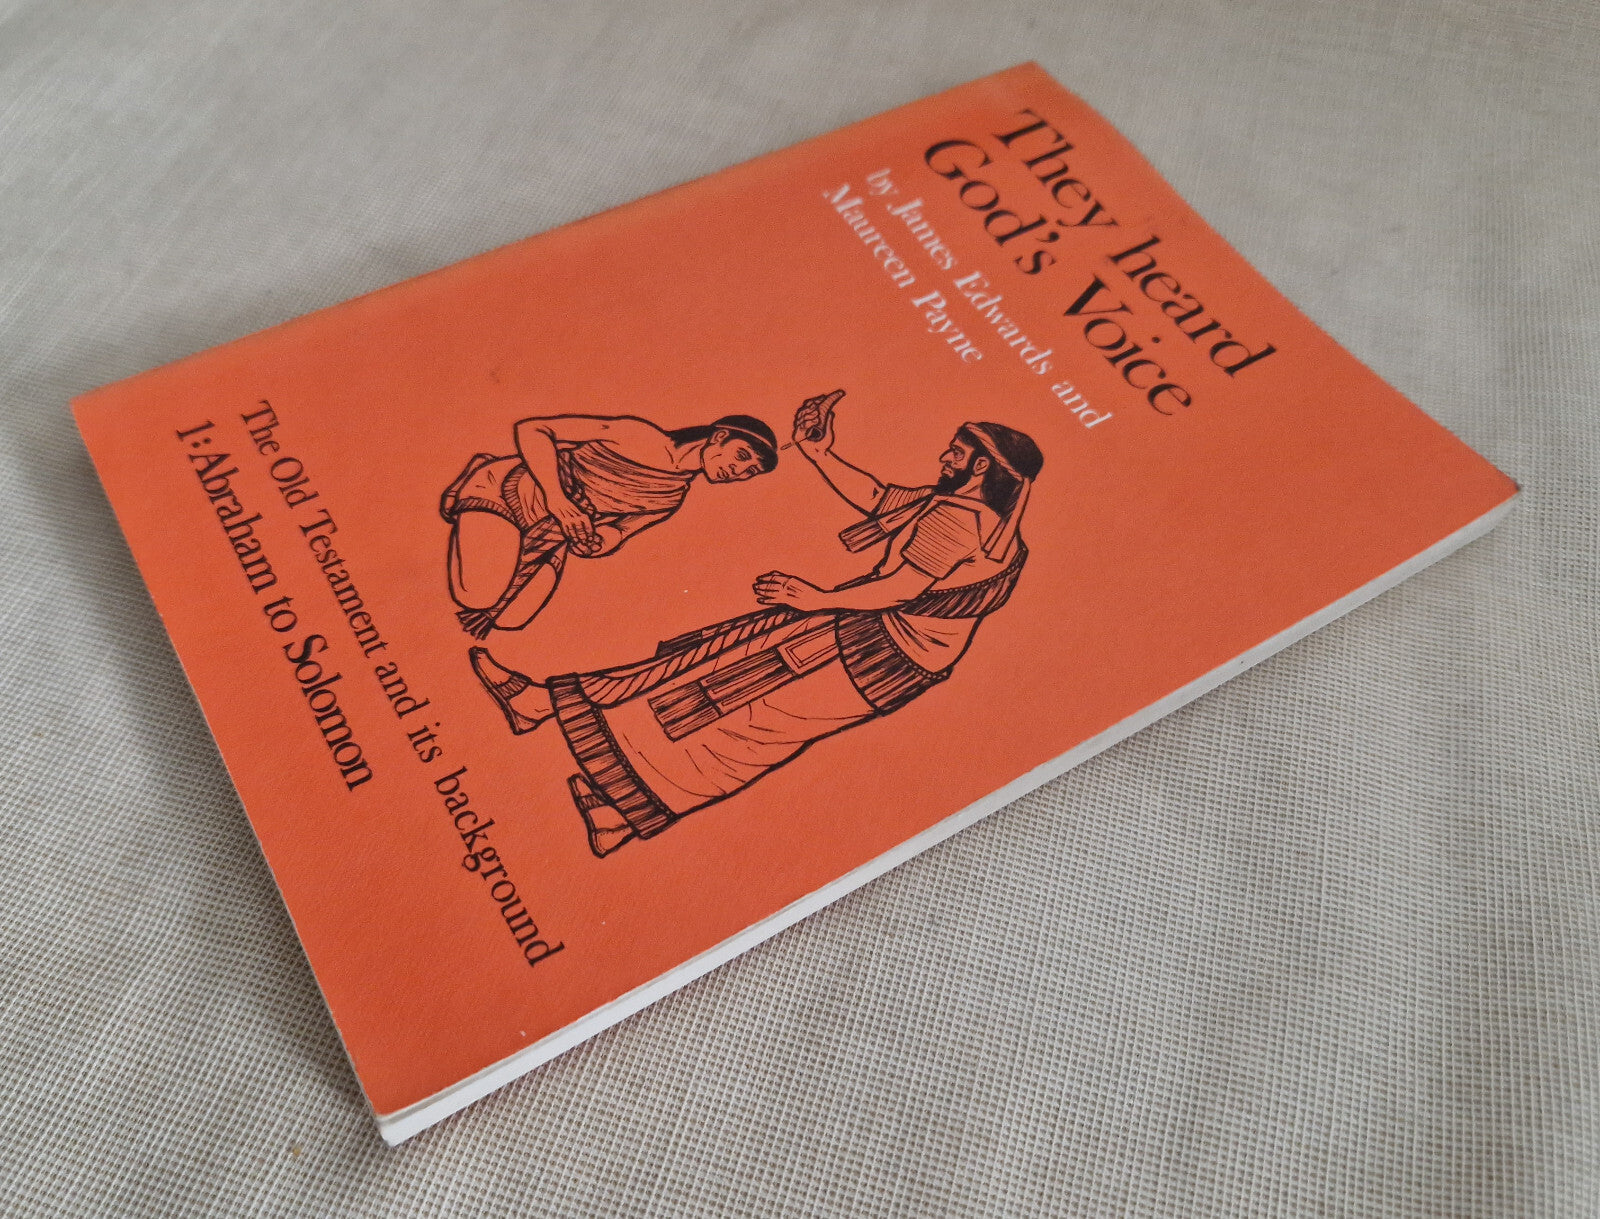 They heard
God's Voice
by James Edwards and
Maureen Payne
The Old Testament and its background
1: Abraham to Solomon